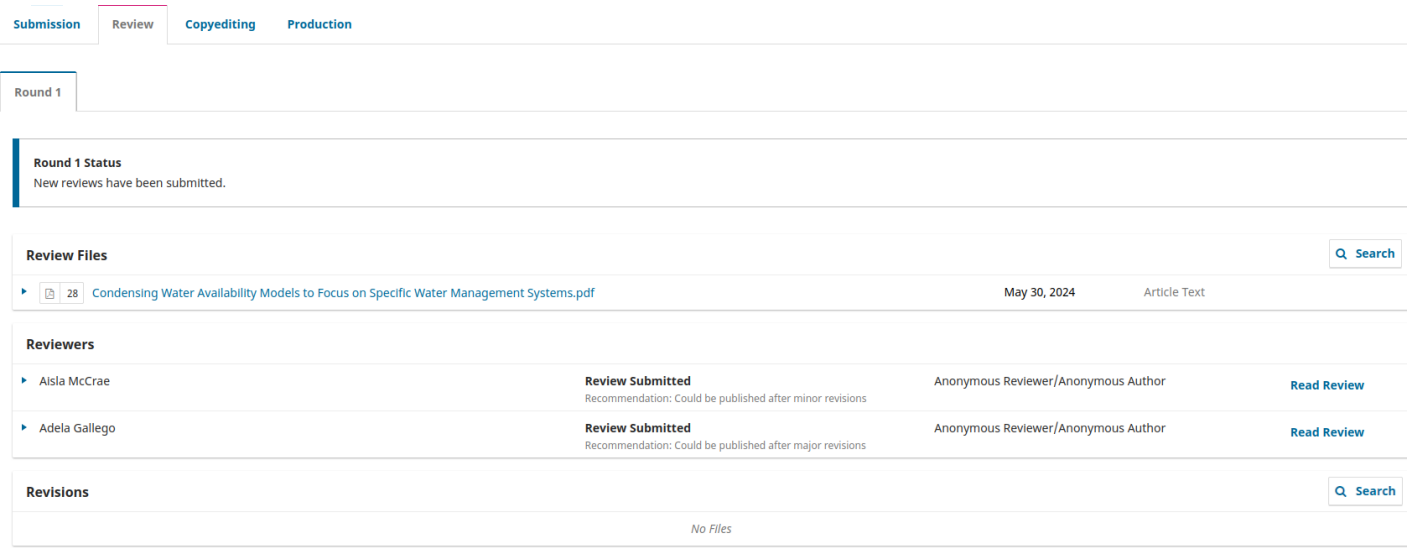 Submission Review Copyediting Production
Round 1
Round 1 Status
New reviews have been submitted.
Review Files
Search
28 Condensing Water Availability Models to Focus on Specific Water Management Systems.pdf May 30, 2024 Article Text
Reviewers
Aisla McCrae Review Submitted Anonymous Reviewer/Anonymous Author Read Review
Recommendation: Could be published after minor revisions
Adela Gallego Review Submitted Anonymous Reviewer/Anonymous Author Read Review
Recommendation: Could be published after major revisions
Revisions
Search
No Files